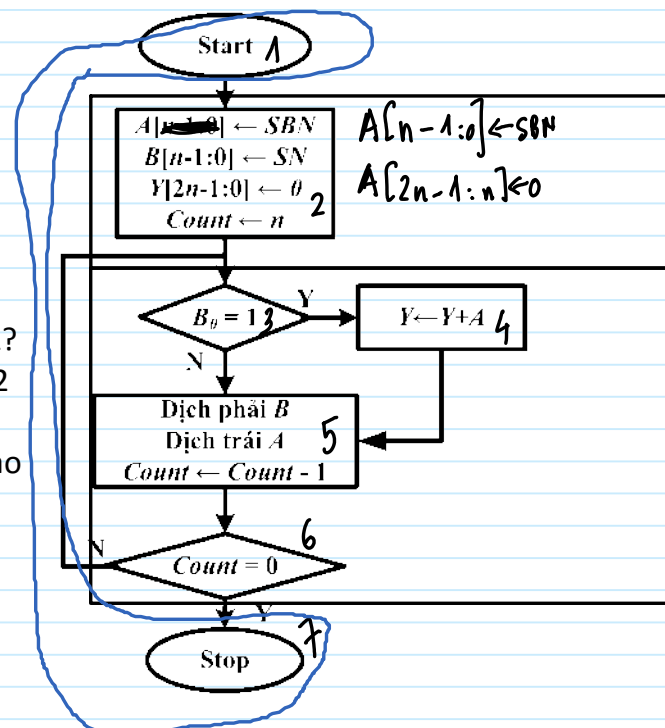 Start 1
A[n-1:0] ← SBN
A[n-1:0]←SBN
B[n-1:0] ← SN
A[2n-1:n]←0
Y[2n-1:0] ← 0
2
Count ← n
B₀ = 1 3
Y
Y←Y+A 4
?
2
N
Dịch phải B
Dịch trái A 5
Count ← Count - 1
6
N
Count = 0
Y
7
Stop